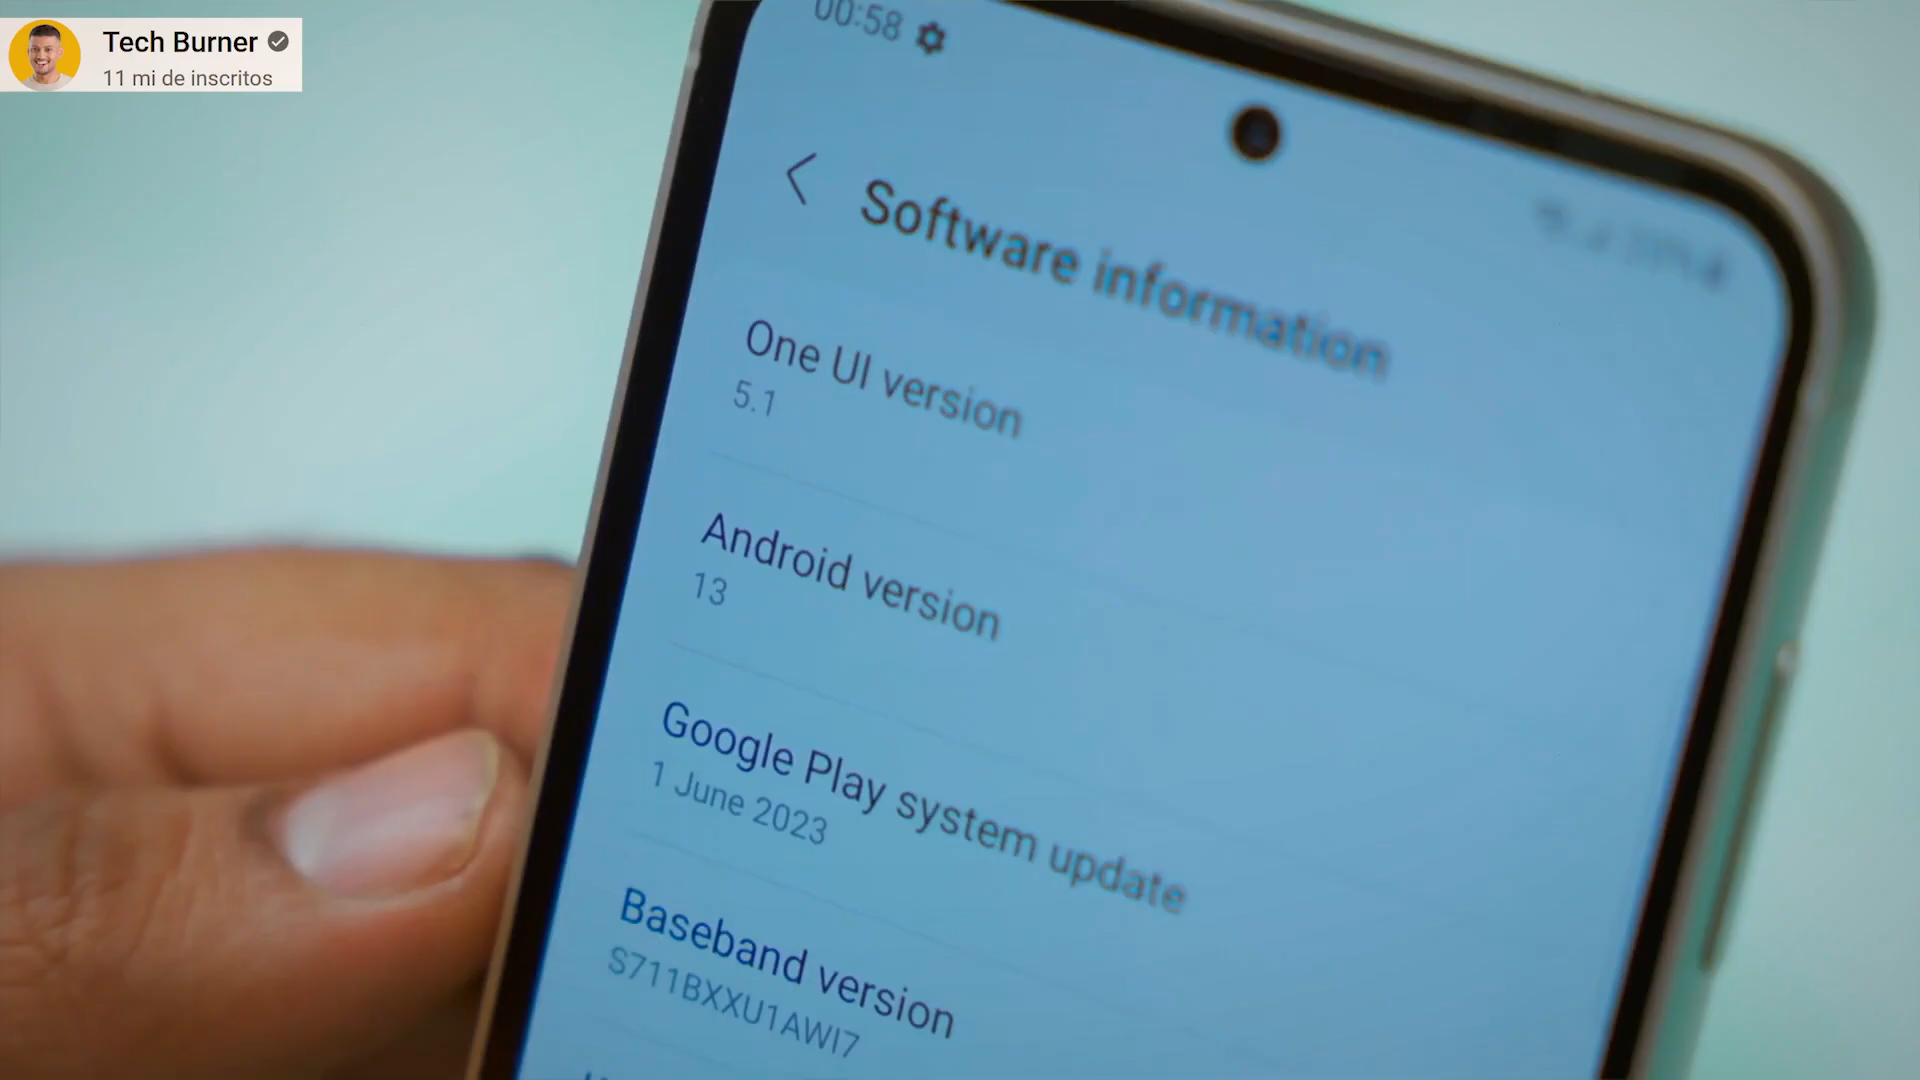 Tech Burner
11 mi de inscritos
00:58
Software information
One UI version
5.1
Android version
13
Google Play system update
1 June 2023
Baseband version
S711BXXU1AWI7